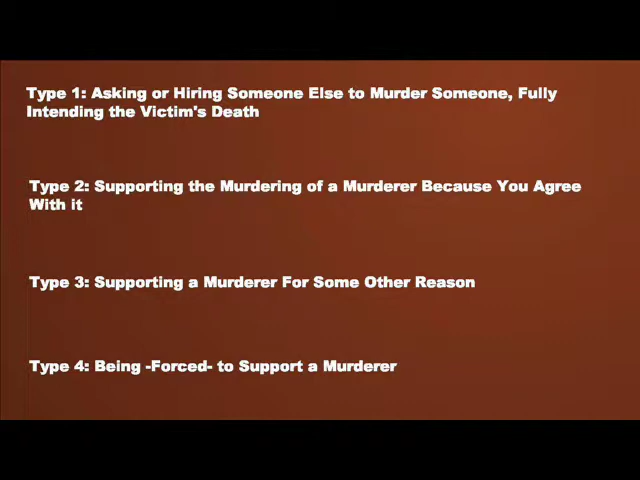 Type 1: Asking or Hiring Someone Else to Murder Someone, Fully
Intending the Victim's Death
Type 2: Supporting the Murdering of a Murderer Because You Agree
With it
Type 3: Supporting a Murderer For Some Other Reason
Type 4: Being -Forced- to Support a Murderer